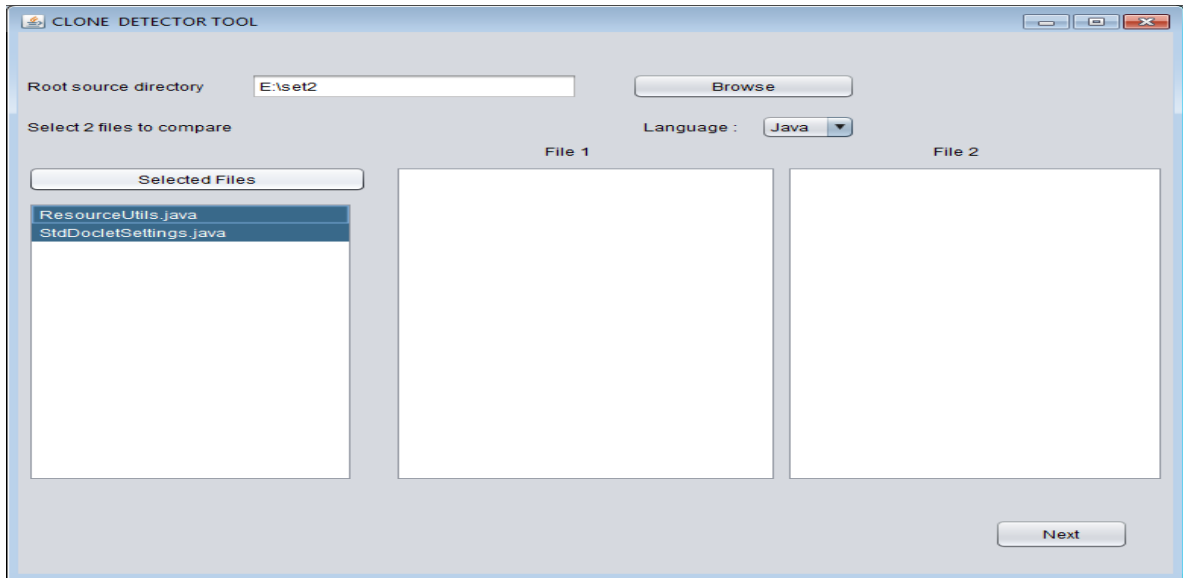 CLONE  DETECTOR TOOL
Root source directory E:\set2 Browse
Select 2 files to compare Language : Java
File 1 File 2
Selected Files
ResourceUtils.java
StdDocletSettings.java
Next